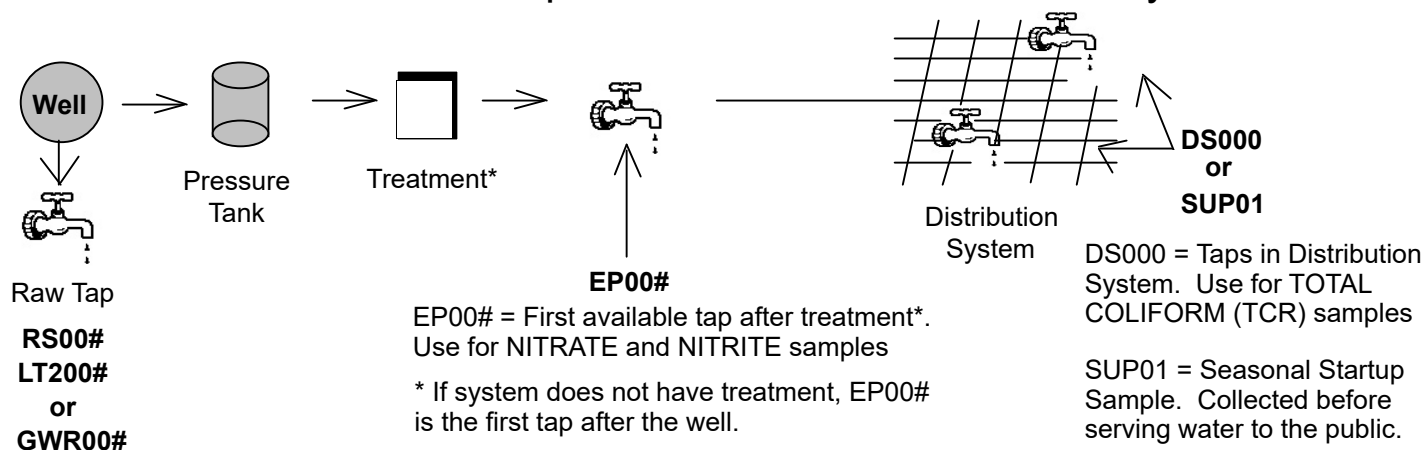 Well
Pressure
Tank
Treatment*
Raw Tap
RS00#
LT200#
or
GWR00#
EP00#
EP00# = First available tap after treatment*.
Use for NITRATE and NITRITE samples
* If system does not have treatment, EP00#
is the first tap after the well.
Distribution
System
DS000
or
SUP01
DS000 = Taps in Distribution
System. Use for TOTAL
COLIFORM (TCR) samples
SUP01 = Seasonal Startup
Sample. Collected before
serving water to the public.